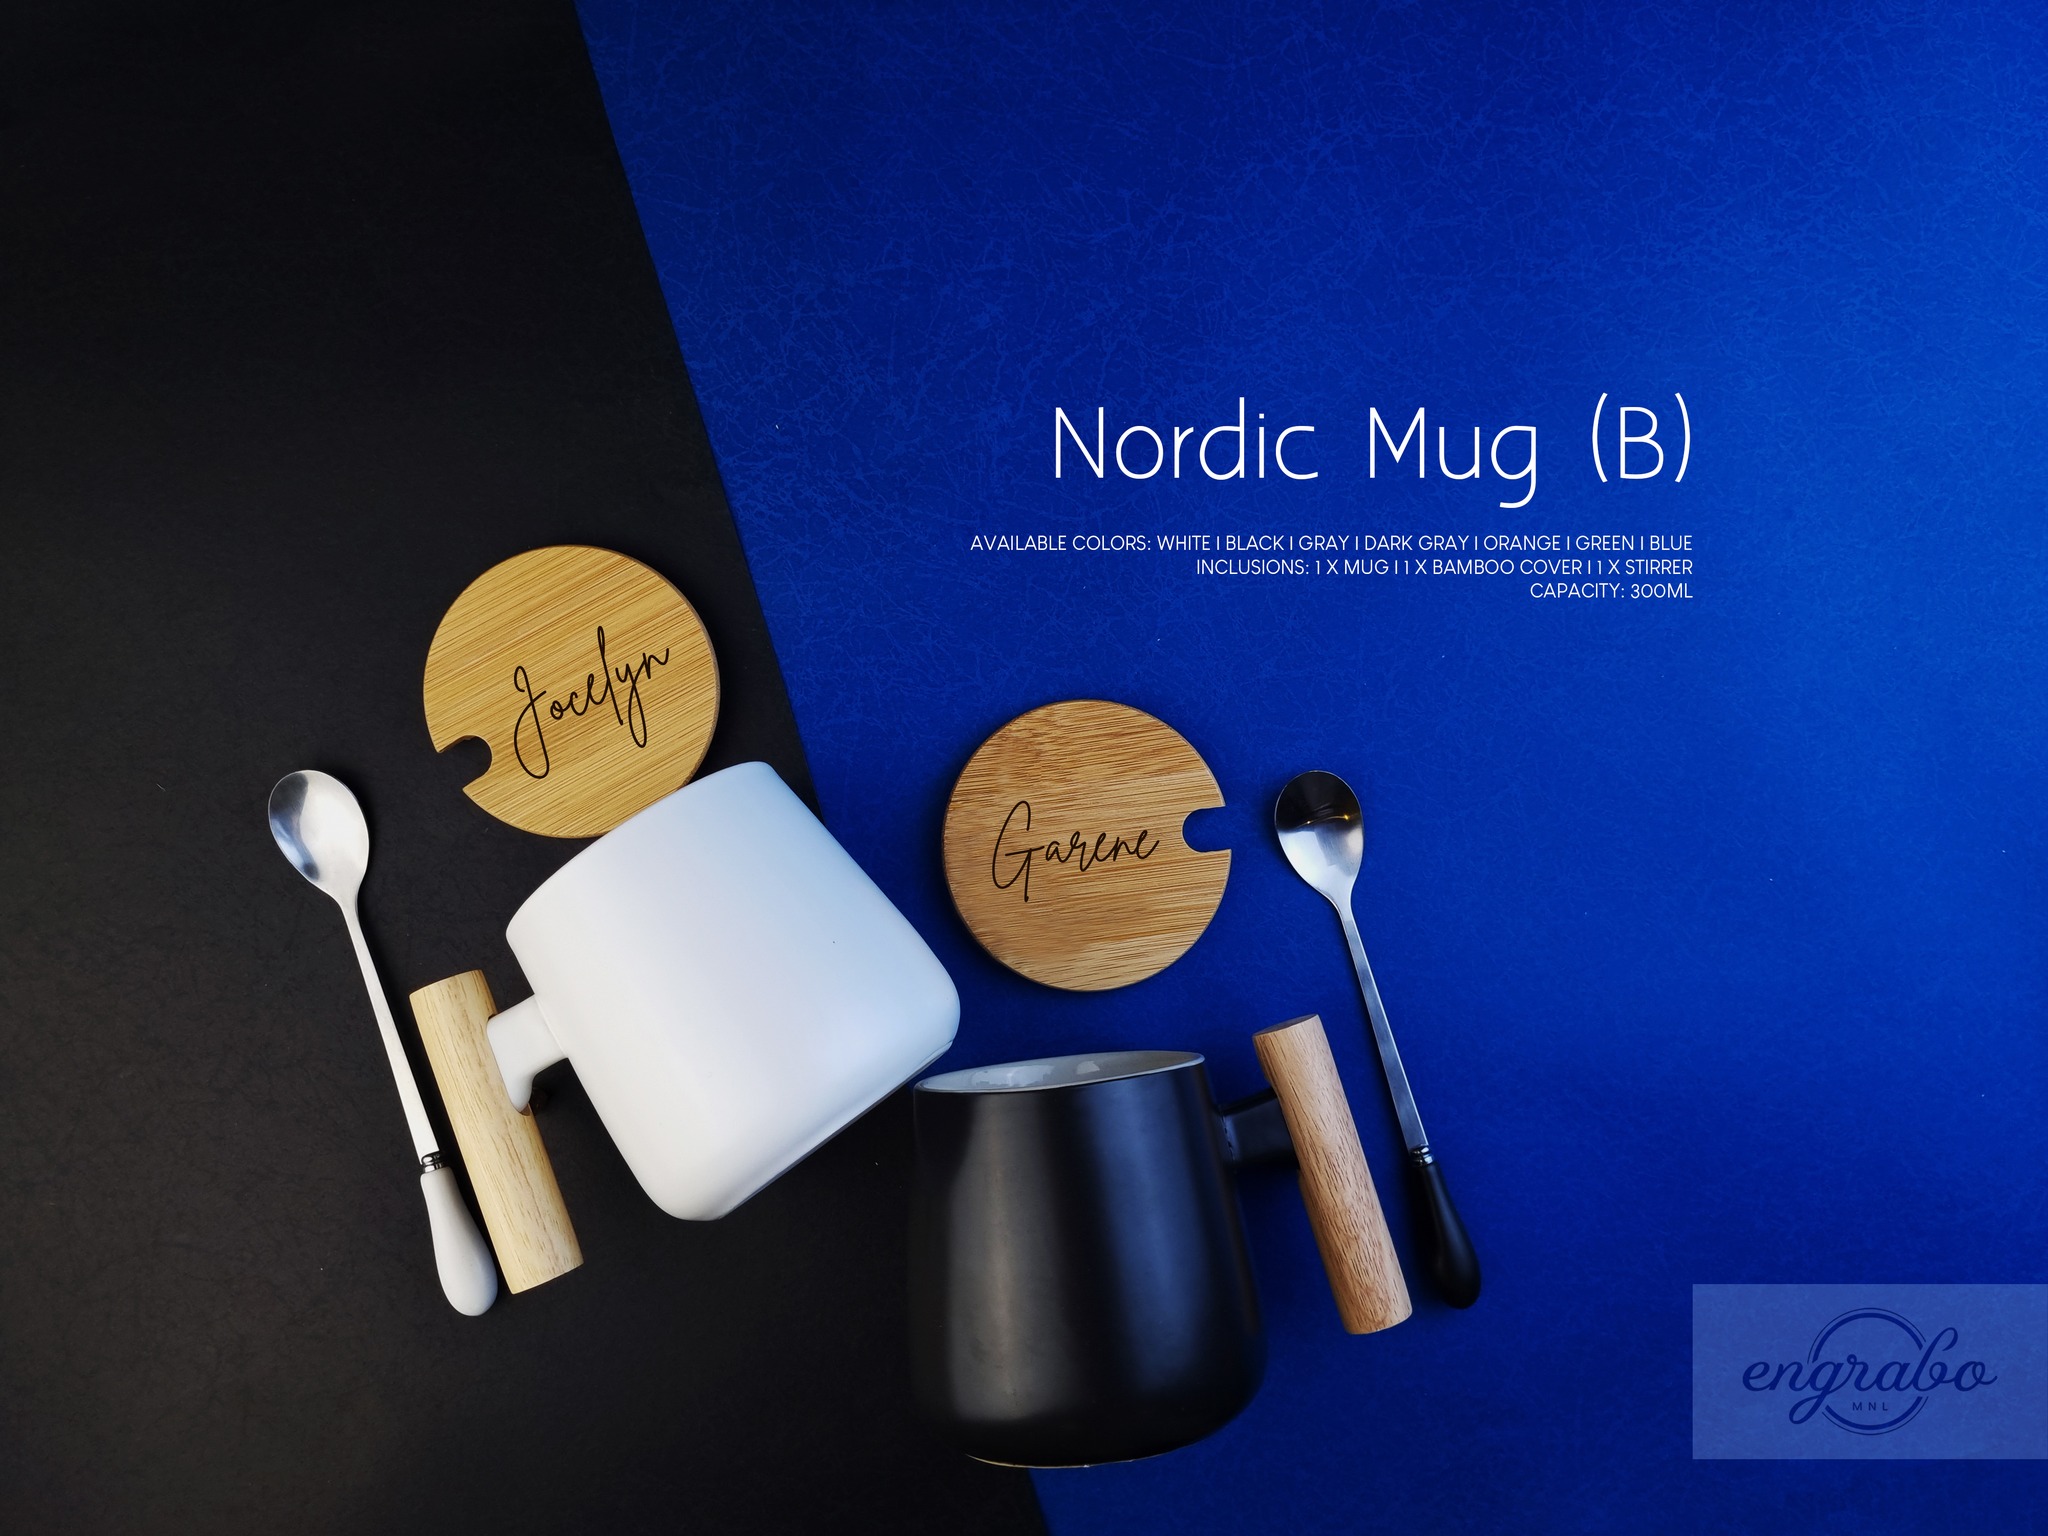 Nordic Mug (B)
AVAILABLE COLORS: WHITE I BLACK I GRAY I DARK GRAY I ORANGE I GREEN I BLUE
INCLUSIONS: 1 X MUG I 1 X BAMBOO COVER I 1 X STIRRER
CAPACITY: 300ML
Jocelyn
Garene
engrabo
MNL